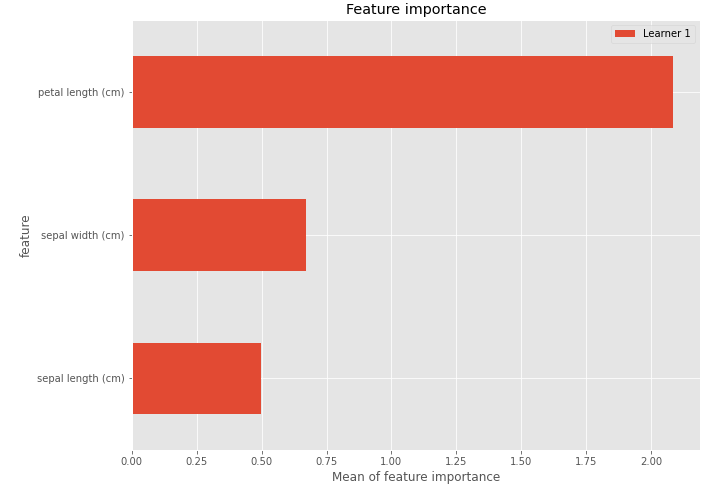 Feature importance
Learner 1
petal length (cm)
sepal width (cm)
sepal length (cm)
feature
0.00 0.25 0.50 0.75 1.00 1.25 1.50 1.75 2.00
Mean of feature importance